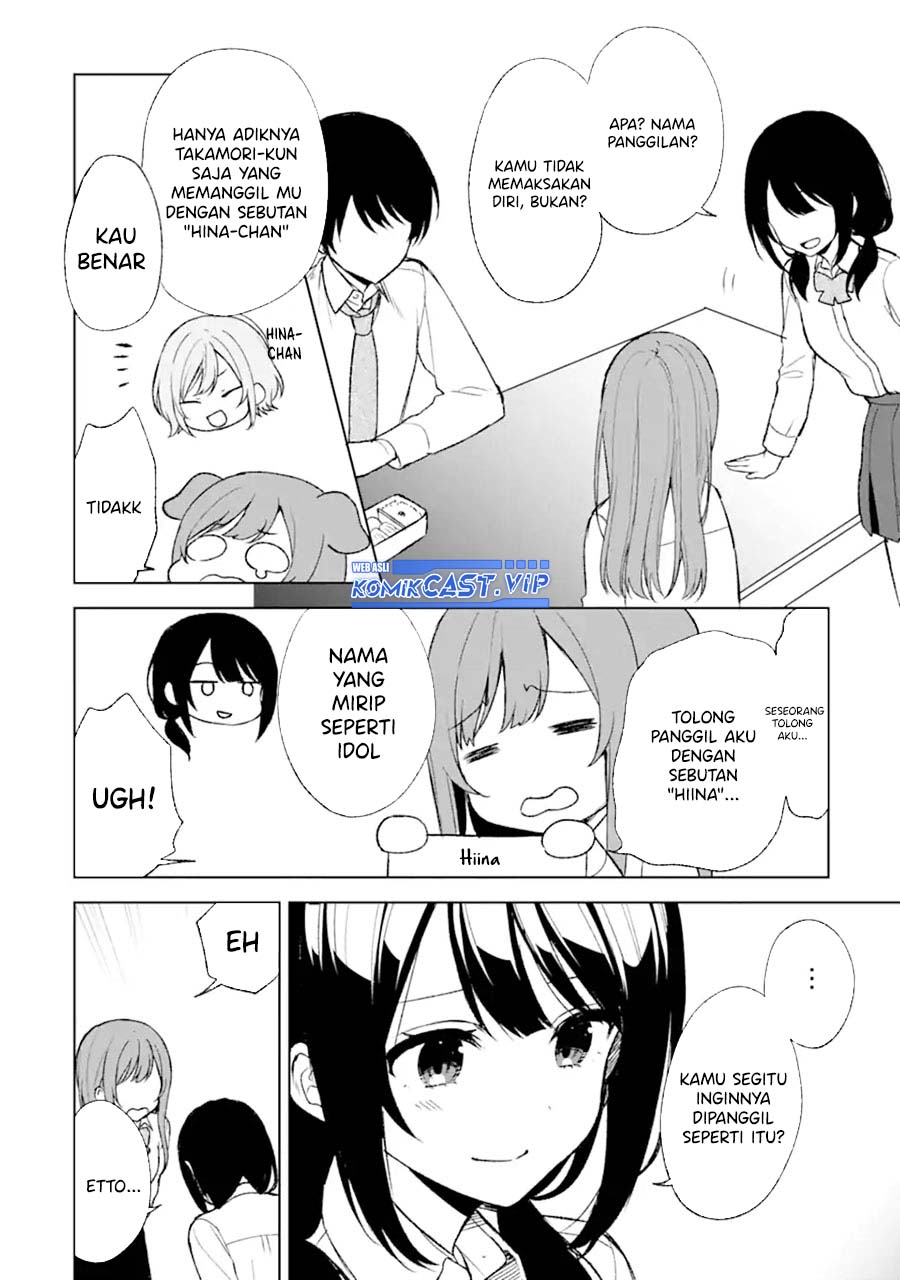 APA? NAMA
PANGGILAN?
KAMU TIDAK
MEMAKSAKAN
DIRI, BUKAN?
HANYA ADIKNYA
TAKAMORI-KUN
SAJA YANG
MEMANGGIL MU
DENGAN SEBUTAN
"HINA-CHAN"
KAU
BENAR
HINA-
CHAN
TIDAKK
WEB ASLI
KOMIKCAST.VIP
SESEORANG
TOLONG
AKU...
TOLONG
PANGGIL AKU
DENGAN
SEBUTAN
"HIINA"...
Hiina
NAMA
YANG
MIRIP
SEPERTI
IDOL
UGH!
...
KAMU SEGITU
INGINNYA
DIPANGGIL
SEPERTI ITU?
EH
ETTO...